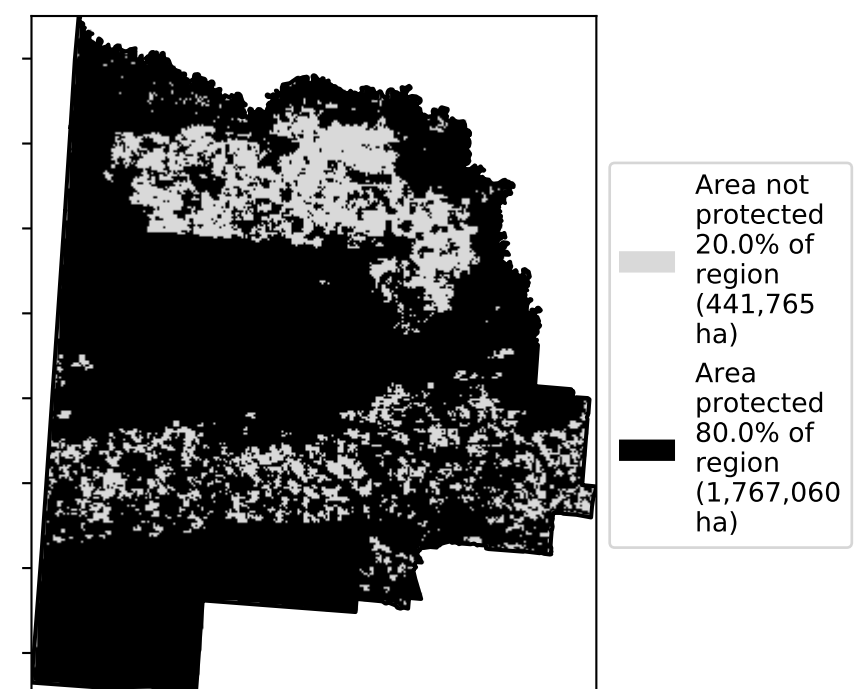 Area not
protected
20.0% of
region
(441,765
ha)
Area
protected
80.0% of
region
(1,767,060
ha)